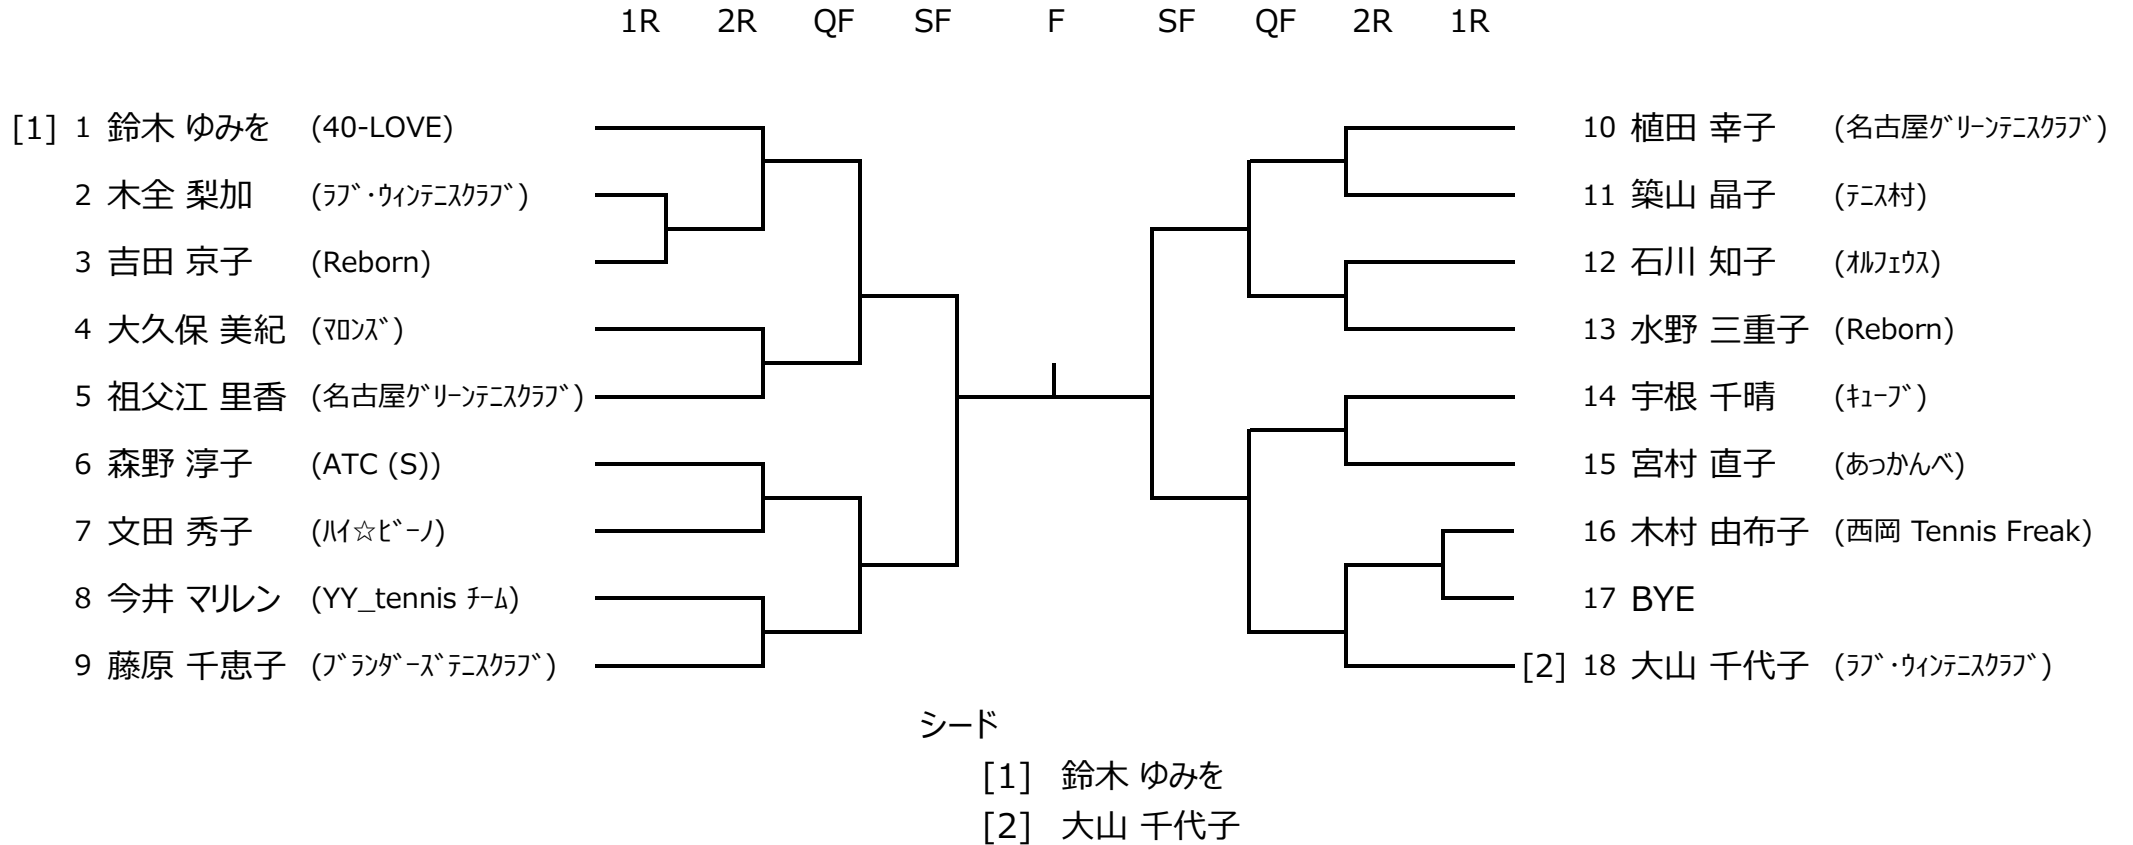 1R 2R QF SF F SF QF 2R 1R
[1] 1 鈴木 ゆみを (40-LOVE)
2 木全 梨加 (ﾗﾌﾞ・ｳｨﾝﾃﾆｽｸﾗﾌﾞ)
3 吉田 京子 (Reborn)
4 大久保 美紀 (ﾏﾛﾝｽﾞ)
5 祖父江 里香 (名古屋ｸﾞﾘｰﾝﾃﾆｽｸﾗﾌﾞ)
6 森野 淳子 (ATC (S))
7 文田 秀子 (ﾊｲ☆ﾋﾞｰﾉ)
8 今井 マリレン (YY_tennis ﾁｰﾑ)
9 藤原 千恵子 (ﾌﾞﾗﾝﾀﾞｰｽﾞﾃﾆｽｸﾗﾌﾞ)
10 植田 幸子 (名古屋ｸﾞﾘｰﾝﾃﾆｽｸﾗﾌﾞ)
11 築山 晶子 (ﾃﾆｽ村)
12 石川 知子 (ｵﾙﾌｪｳｽ)
13 水野 三重子 (Reborn)
14 宇根 千晴 (ｷｭｰﾌﾞ)
15 宮村 直子 (あっかんべ)
16 木村 由布子 (西岡 Tennis Freak)
17 BYE
[2] 18 大山 千代子 (ﾗﾌﾞ・ｳｨﾝﾃﾆｽｸﾗﾌﾞ)
シード
[1] 鈴木 ゆみを
[2] 大山 千代子